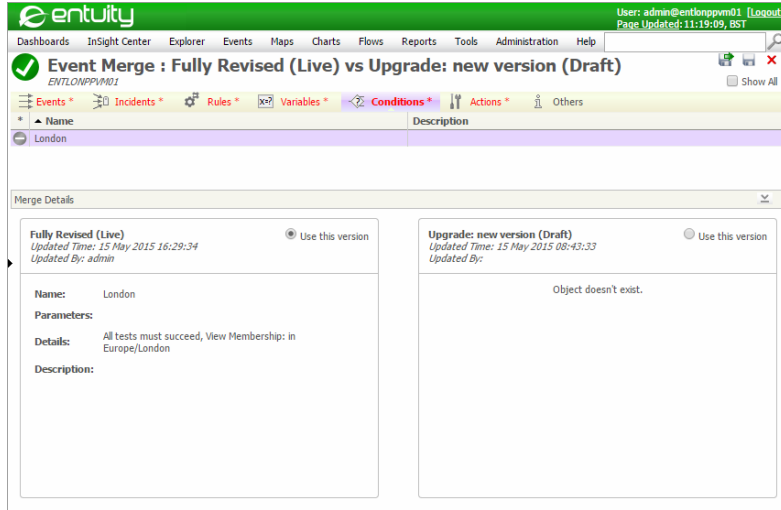 entuity
User: admin@entlonppvm01 [Logout
Page Updated: 11:19:09, BST
Dashboards InSight Center Explorer Events Maps Charts Flows Reports Tools Administration Help
Event Merge : Fully Revised (Live) vs Upgrade: new version (Draft)
ENTLONPPVM01
Show All
Events * Incidents * Rules * x=? Variables * Conditions * Actions * Others
* Name Description
London
Merge Details
Fully Revised (Live)
Use this version
Updated Time: 15 May 2015 16:29:34
Updated By: admin
Name: London
Parameters:
Details: All tests must succeed, View Membership: in
Europe/London
Description:
Upgrade: new version (Draft)
Use this version
Updated Time: 15 May 2015 08:43:33
Updated By:
Object doesn't exist.